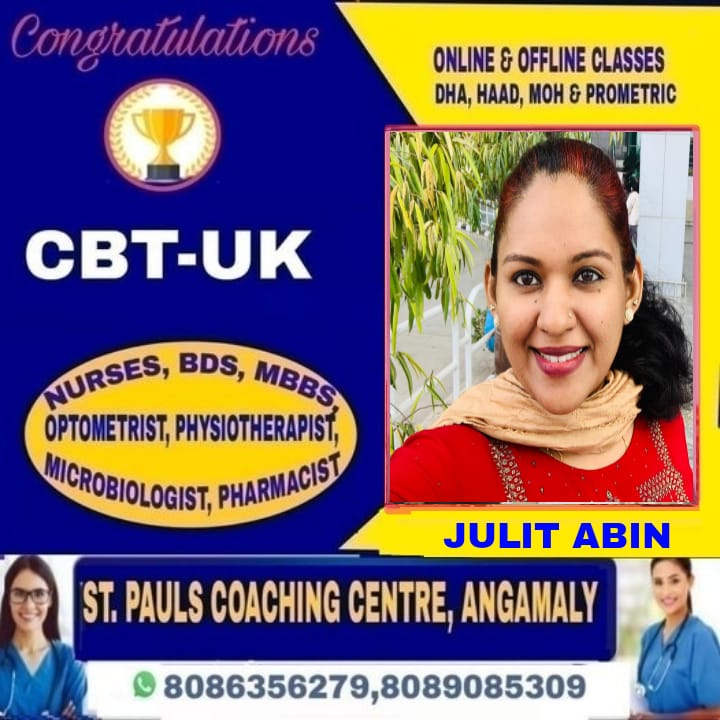 Congratulations
ONLINE & OFFLINE CLASSES
DHA, HAAD, MOH & PROMETRIC
CBT-UK
NURSES, BDS, MBBS,
OPTOMETRIST, PHYSIOTHERAPIST,
MICROBIOLOGIST, PHARMACIST
JULIT ABIN
ST. PAULS COACHING CENTRE, ANGAMALY
8086356279,8089085309